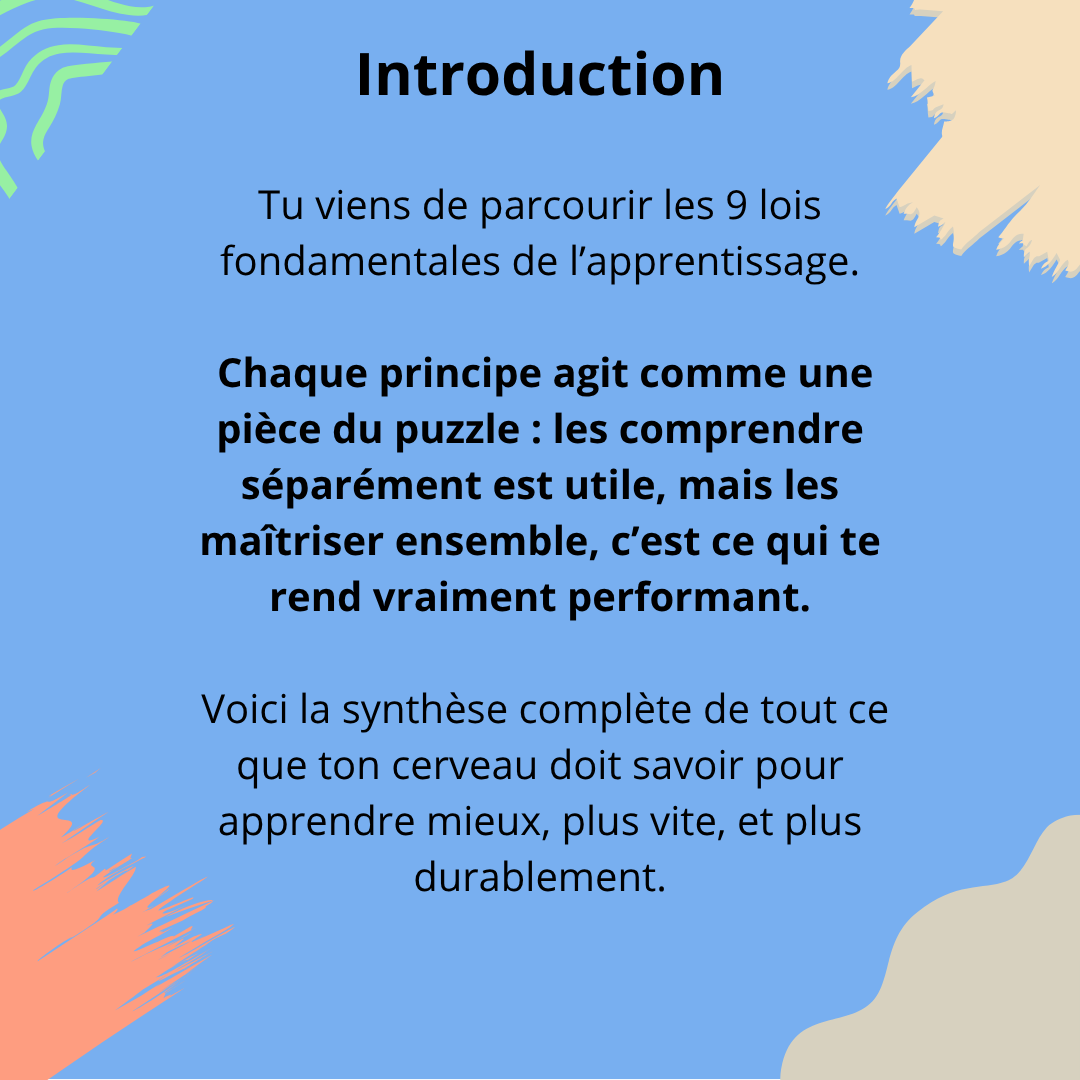 Introduction
Tu viens de parcourir les 9 lois
fondamentales de l’apprentissage.
Chaque principe agit comme une
pièce du puzzle : les comprendre
séparément est utile, mais les
maîtriser ensemble, c’est ce qui te
rend vraiment performant.
Voici la synthèse complète de tout ce
que ton cerveau doit savoir pour
apprendre mieux, plus vite, et plus
durablement.